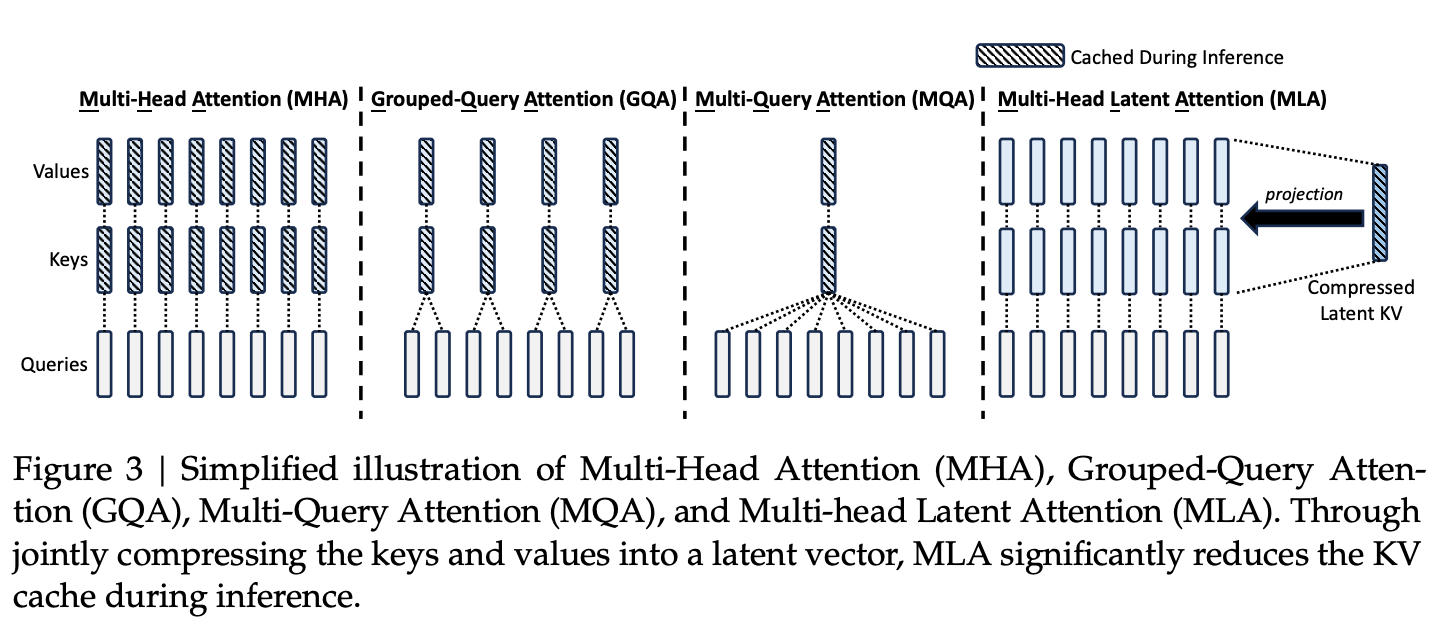 Cached During Inference
Multi-Head Attention (MHA)
Grouped-Query Attention (GQA)
Multi-Query Attention (MQA)
Multi-Head Latent Attention (MLA)
Values
Keys
Queries
projection
Compressed
Latent KV
Figure 3 | Simplified illustration of Multi-Head Attention (MHA), Grouped-Query Atten-
tion (GQA), Multi-Query Attention (MQA), and Multi-head Latent Attention (MLA). Through
jointly compressing the keys and values into a latent vector, MLA significantly reduces the KV
cache during inference.